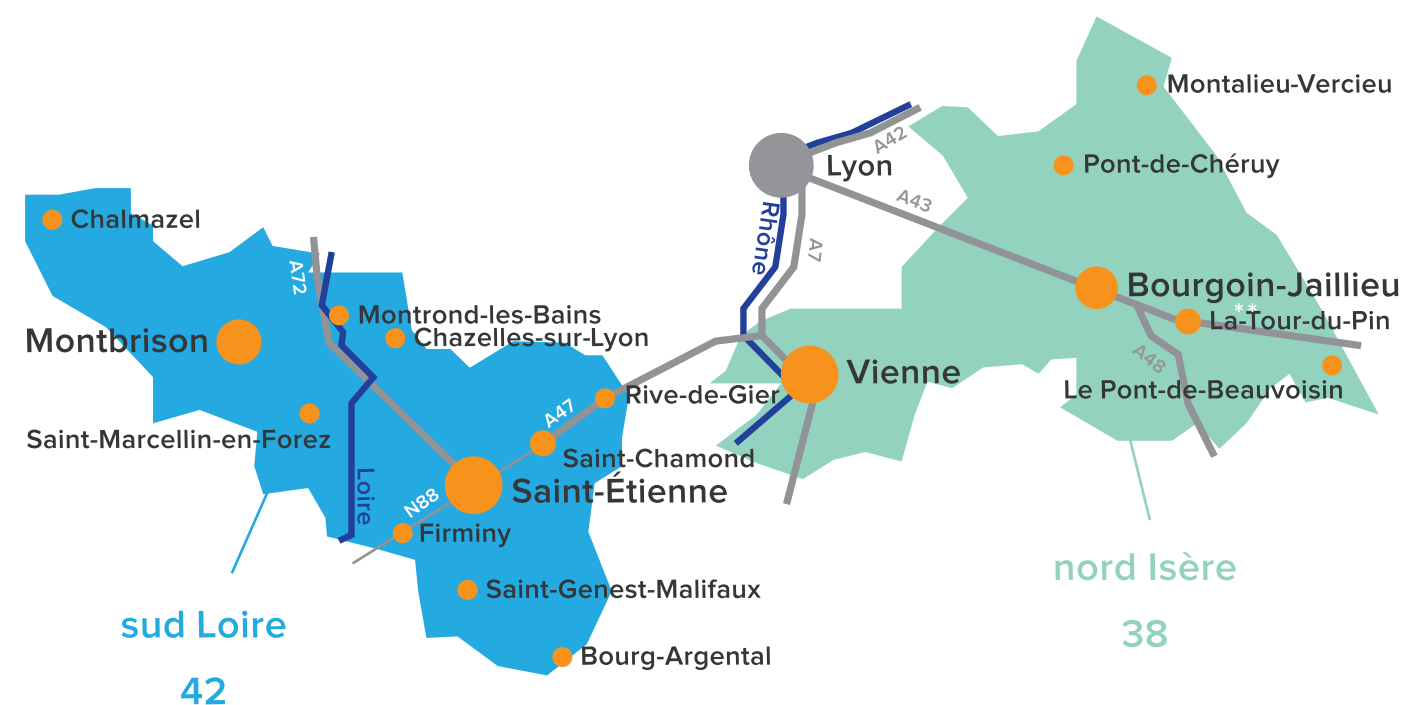 Montalieu-Vercieu
A42
Lyon
Pont-de-Chéruy
A43
Chalmazel
Rhône
A7
A72
Bourgoin-Jallieu
**
Montrond-les-Bains
La-Tour-du-Pin
Montbrison
Chazelles-sur-Lyon
A48
Vienne
Le Pont-de-Beauvoisin
Rive-de-Gier
A47
Saint-Marcellin-en-Forez
Saint-Chamond
Saint-Étienne
Loire
N88
Firminy
nord Isère
38
Saint-Genest-Malifaux
sud Loire
42
Bourg-Argental